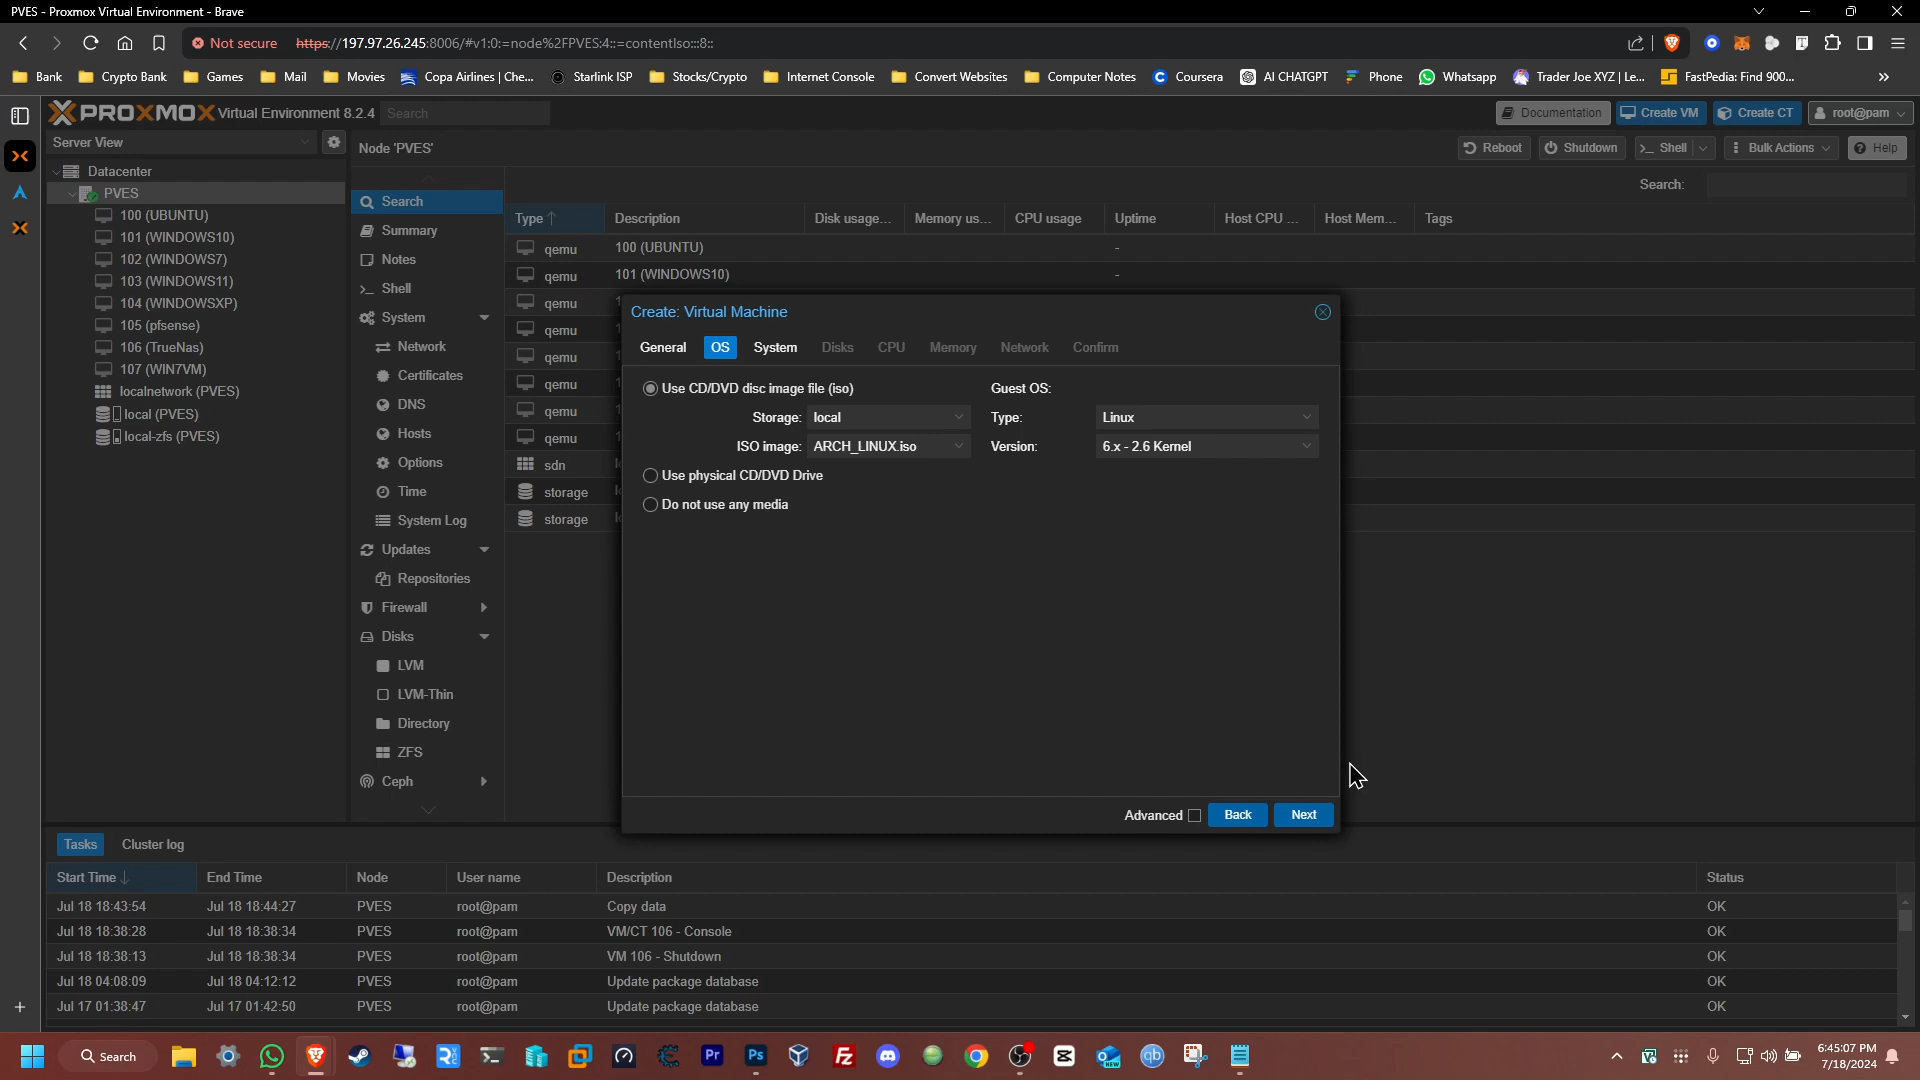 PVES - Proxmox Virtual Environment - Brave
Not secure https://197.97.26.245:8006/#v1:0:=node%2FPVES:4::=contentIso:::8::
Bank Crypto Bank Games Mail Movies Copa Airlines | Che... Starlink ISP Stocks/Crypto Internet Console Convert Websites Computer Notes Coursera AI CHATGPT Phone Whatsapp Trader Joe XYZ | Le... FastPedia: Find 900... »
PROXMOX Virtual Environment 8.2.4 Search Documentation Create VM Create CT root@pam
Server View
Node 'PVES' Reboot Shutdown Shell Bulk Actions Help
Datacenter
PVES
100 (UBUNTU)
101 (WINDOWS10)
102 (WINDOWS7)
103 (WINDOWS11)
104 (WINDOWSXP)
105 (pfsense)
106 (TrueNas)
107 (WIN7VM)
localnetwork (PVES)
local (PVES)
local-zfs (PVES)
Search
Summary
Notes
Shell
System
Network
Certificates
DNS
Hosts
Options
Time
System Log
Updates
Repositories
Firewall
Disks
LVM
LVM-Thin
Directory
ZFS
Ceph
Search:
Type Description Disk usage... Memory us... CPU usage Uptime Host CPU ... Host Mem... Tags
qemu 100 (UBUNTU) -
qemu 101 (WINDOWS10) -
qemu
qemu
qemu
qemu
qemu
qemu
sdn
storage
storage
Create: Virtual Machine
General OS System Disks CPU Memory Network Confirm
Use CD/DVD disc image file (iso) Guest OS:
Storage: local Type: Linux
ISO image: ARCH_LINUX.iso Version: 6.x - 2.6 Kernel
Use physical CD/DVD Drive
Do not use any media
Advanced Back Next
Tasks Cluster log
Start Time End Time Node User name Description Status
Jul 18 18:43:54 Jul 18 18:44:27 PVES root@pam Copy data OK
Jul 18 18:38:28 Jul 18 18:38:34 PVES root@pam VM/CT 106 - Console OK
Jul 18 18:38:13 Jul 18 18:38:34 PVES root@pam VM 106 - Shutdown OK
Jul 18 04:08:09 Jul 18 04:12:12 PVES root@pam Update package database OK
Jul 17 01:38:47 Jul 17 01:42:50 PVES root@pam Update package database OK
Search
6:45:07 PM
7/18/2024